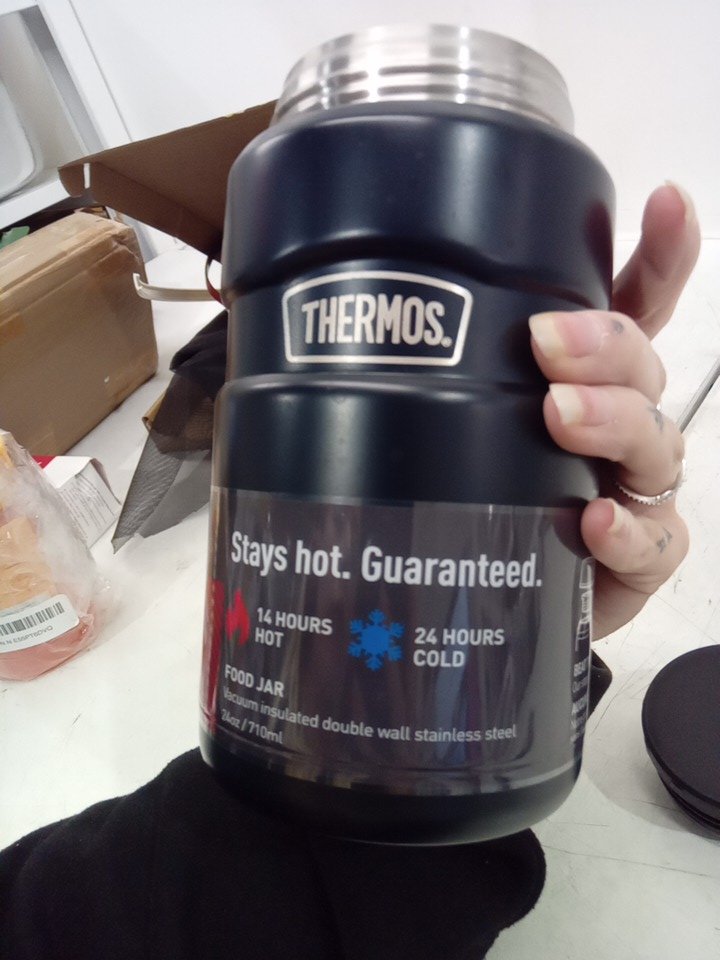 THERMOS.
Stays hot. Guaranteed.
14 HOURS
HOT
24 HOURS
COLD
FOOD JAR
Vacuum insulated double wall stainless steel
24oz / 710ml